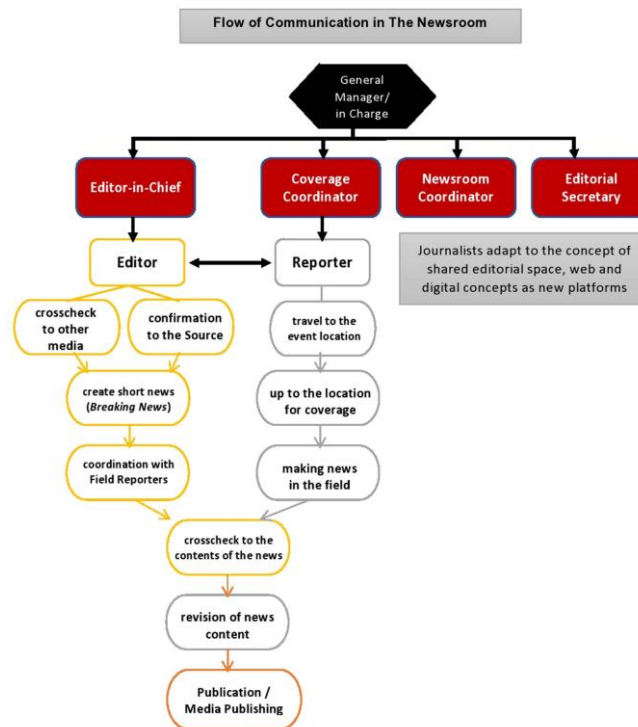 Flow of Communication in The Newsroom
General
Manager/
in Charge
Editor-in-Chief
Coverage
Coordinator
Newsroom
Coordinator
Editorial
Secretary
Editor
Reporter
Journalists adapt to the concept of
shared editorial space, web and
digital concepts as new platforms
crosscheck
to other
media
confirmation
to the Source
travel to the
event location
create short news
(Breaking News)
up to the location
for coverage
coordination with
Field Reporters
making news
in the field
crosscheck to the
contents of the news
revision of news
content
Publication /
Media Publishing